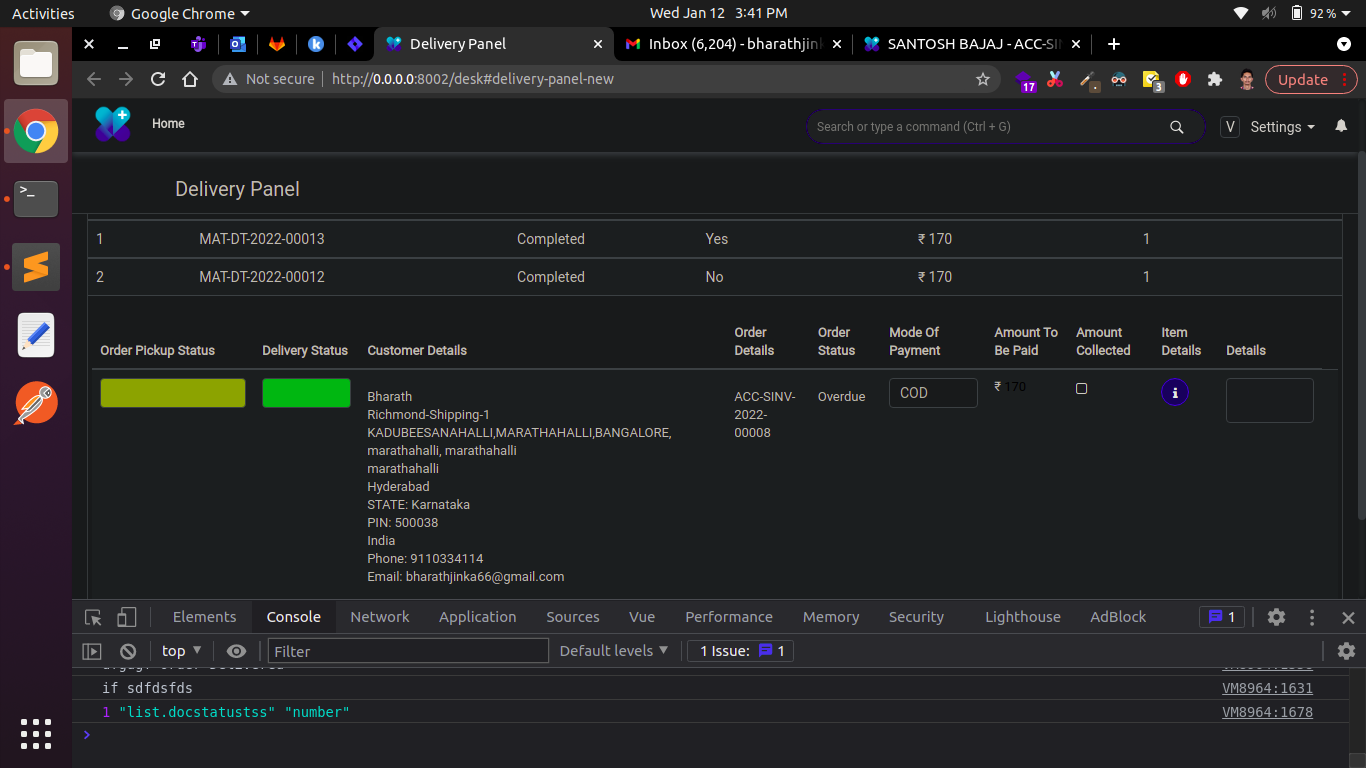 Activities Google Chrome Wed Jan 12 3:41 PM 92 %
Delivery Panel Inbox (6,204) - bharathjink SANTOSH BAJAJ - ACC-SI
Not secure http://0.0.0.0:8002/desk#delivery-panel-new 17 3 Update
Home Search or type a command (Ctrl + G) V Settings
Delivery Panel
1 MAT-DT-2022-00013 Completed Yes ₹ 170 1
2 MAT-DT-2022-00012 Completed No ₹ 170 1
Order Pickup Status Delivery Status Customer Details Order Details Order Status Mode Of Payment Amount To Be Paid Amount Collected Item Details Details
Bharath
Richmond-Shipping-1
KADUBEESANAHALLI,MARATHAHALLI,BANGALORE,
marathahalli, marathahalli
marathahalli
Hyderabad
STATE: Karnataka
PIN: 500038
India
Phone: 9110334114
Email: bharathjinka66@gmail.com
ACC-SINV-
2022-
00008
Overdue
COD
₹ 170
Elements Console Network Application Sources Vue Performance Memory Security Lighthouse AdBlock 1
top Filter Default levels 1 Issue: 1
if sdfdsfds VM8964:1631
1 "list.docstatustss" "number" VM8964:1678